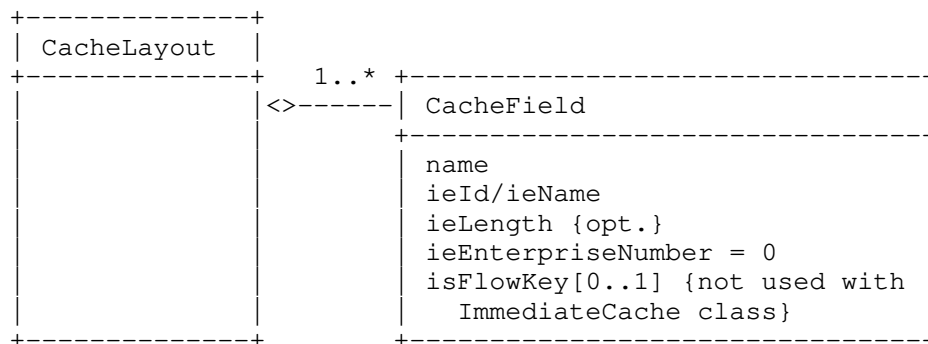 CacheLayout
1..*
<>
CacheField
name
ieId/ieName
ieLength {opt.}
ieEnterpriseNumber = 0
isFlowKey[0..1] {not used with
ImmediateCache class}